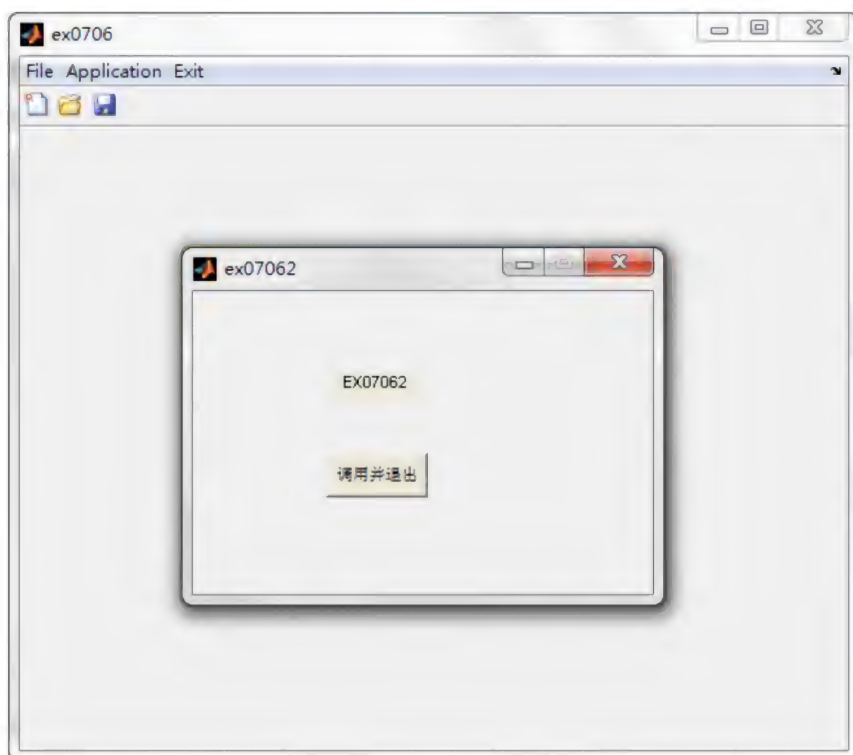 ex0706
File Application Exit
ex07062
EX07062
调用并退出